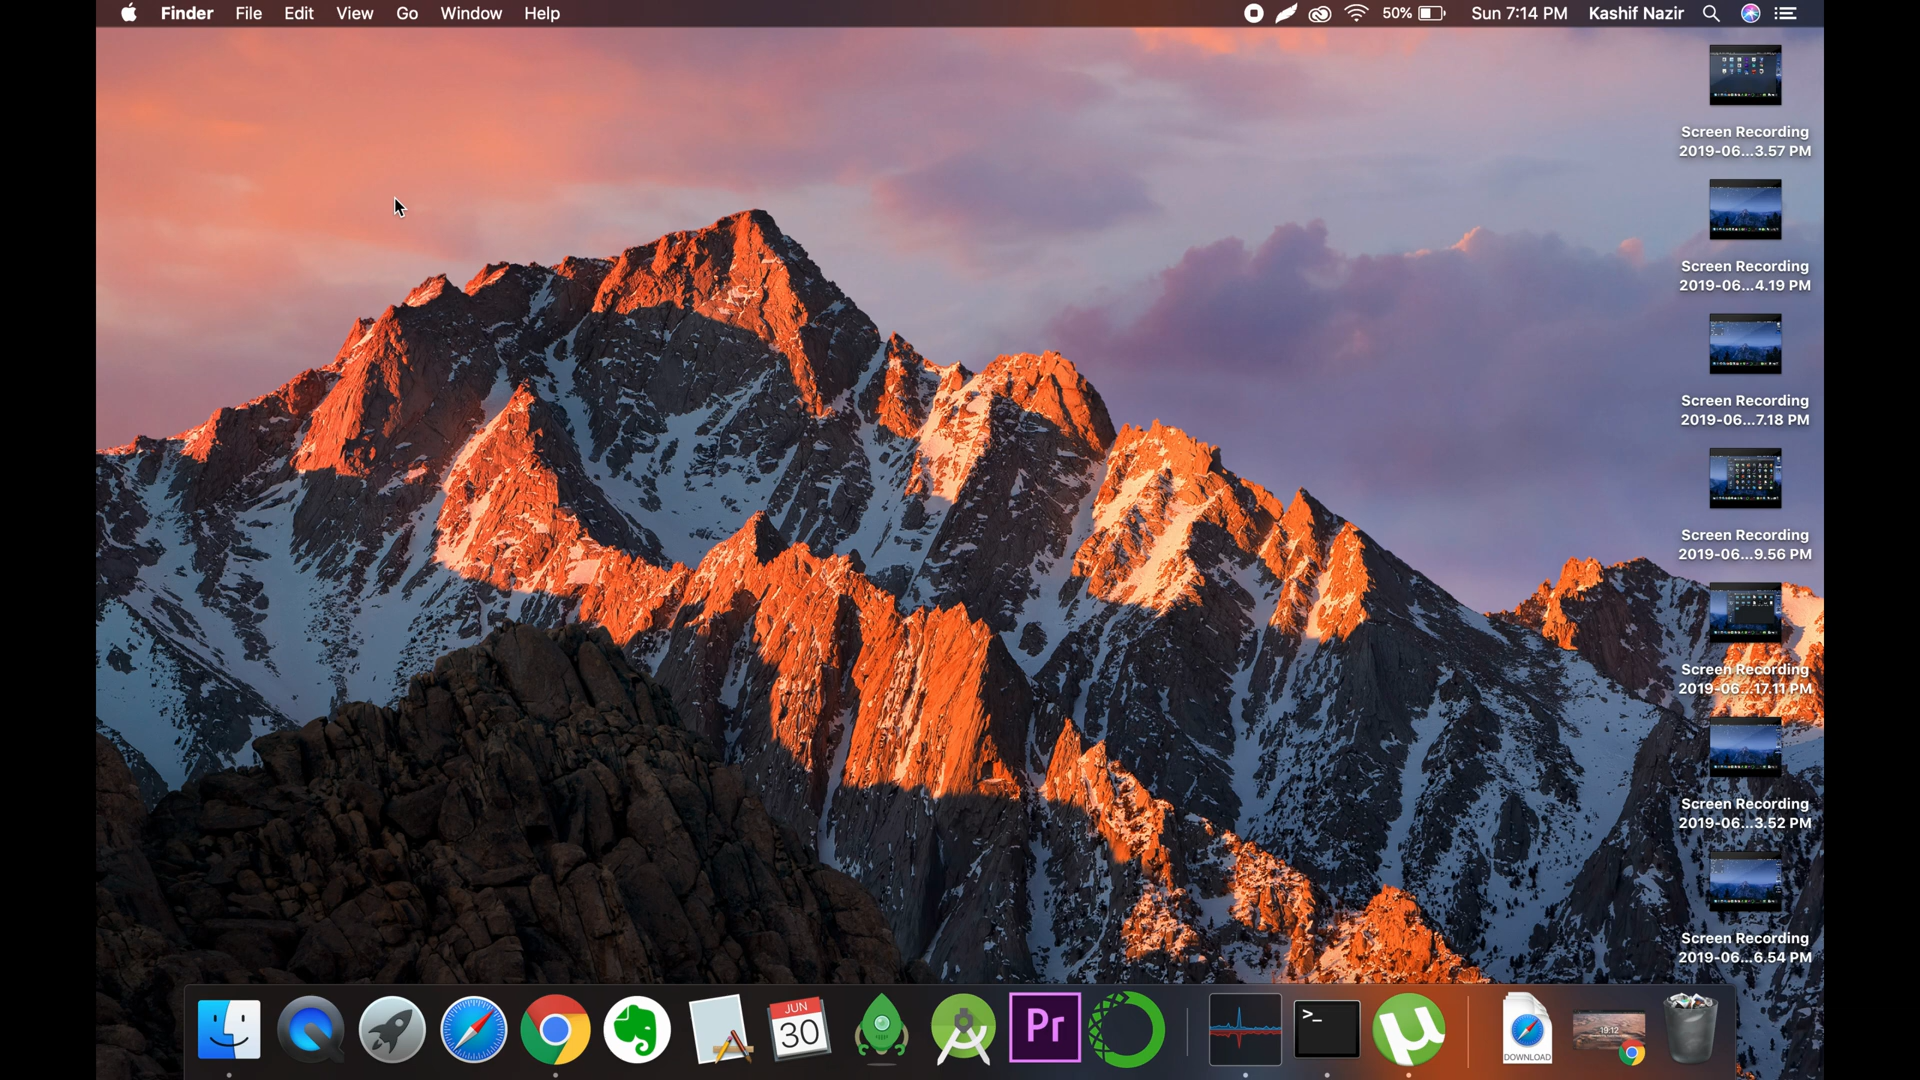 Finder File Edit View Go Window Help 50% Sun 7:14 PM Kashif Nazir
Screen Recording
2019-06...3.57 PM
Screen Recording
2019-06...4.19 PM
Screen Recording
2019-06...7.18 PM
Screen Recording
2019-06...9.56 PM
Screen Recording
2019-06...17.11 PM
Screen Recording
2019-06...3.52 PM
Screen Recording
2019-06...6.54 PM
JUN
30
Pr
>_
µ
DOWNLOAD
19:12